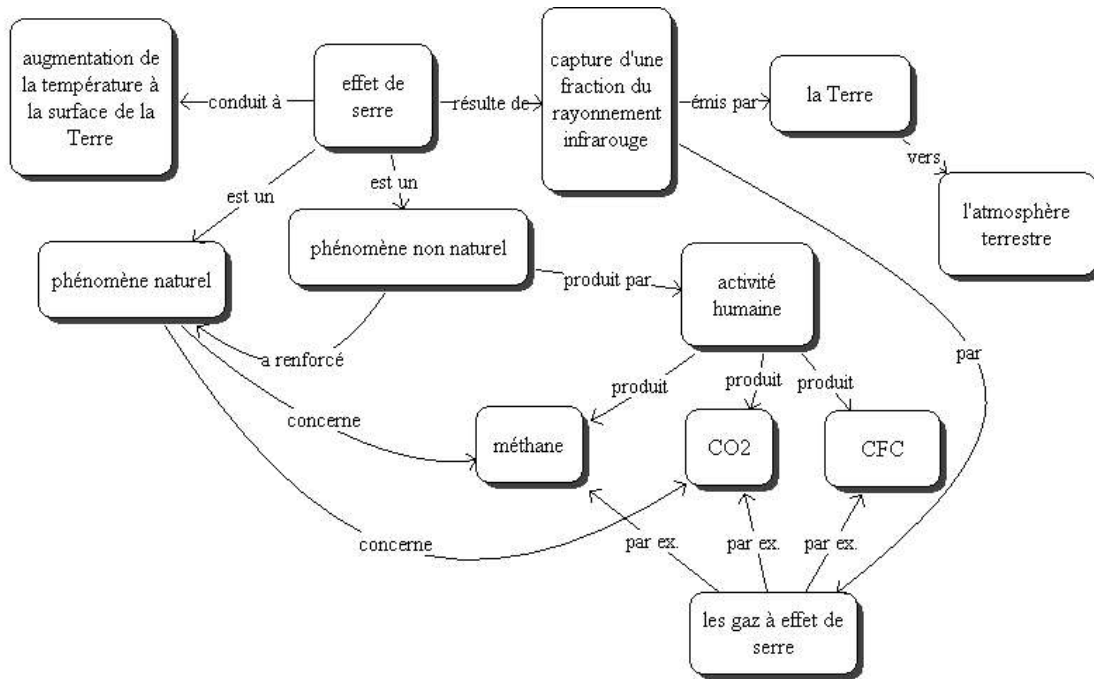 augmentation de
la température à
la surface de la
Terre
conduit à
effet de
serre
résulte de
capture d'une
fraction du
rayonnement
infrarouge
émis par
la Terre
vers
l'atmosphère
terrestre
est un
est un
phénomène naturel
phénomène non naturel
produit par
activité
humaine
a renforcé
par
produit
produit
produit
concerne
méthane
CO2
CFC
concerne
par ex.
par ex.
par ex.
les gaz à effet de
serre